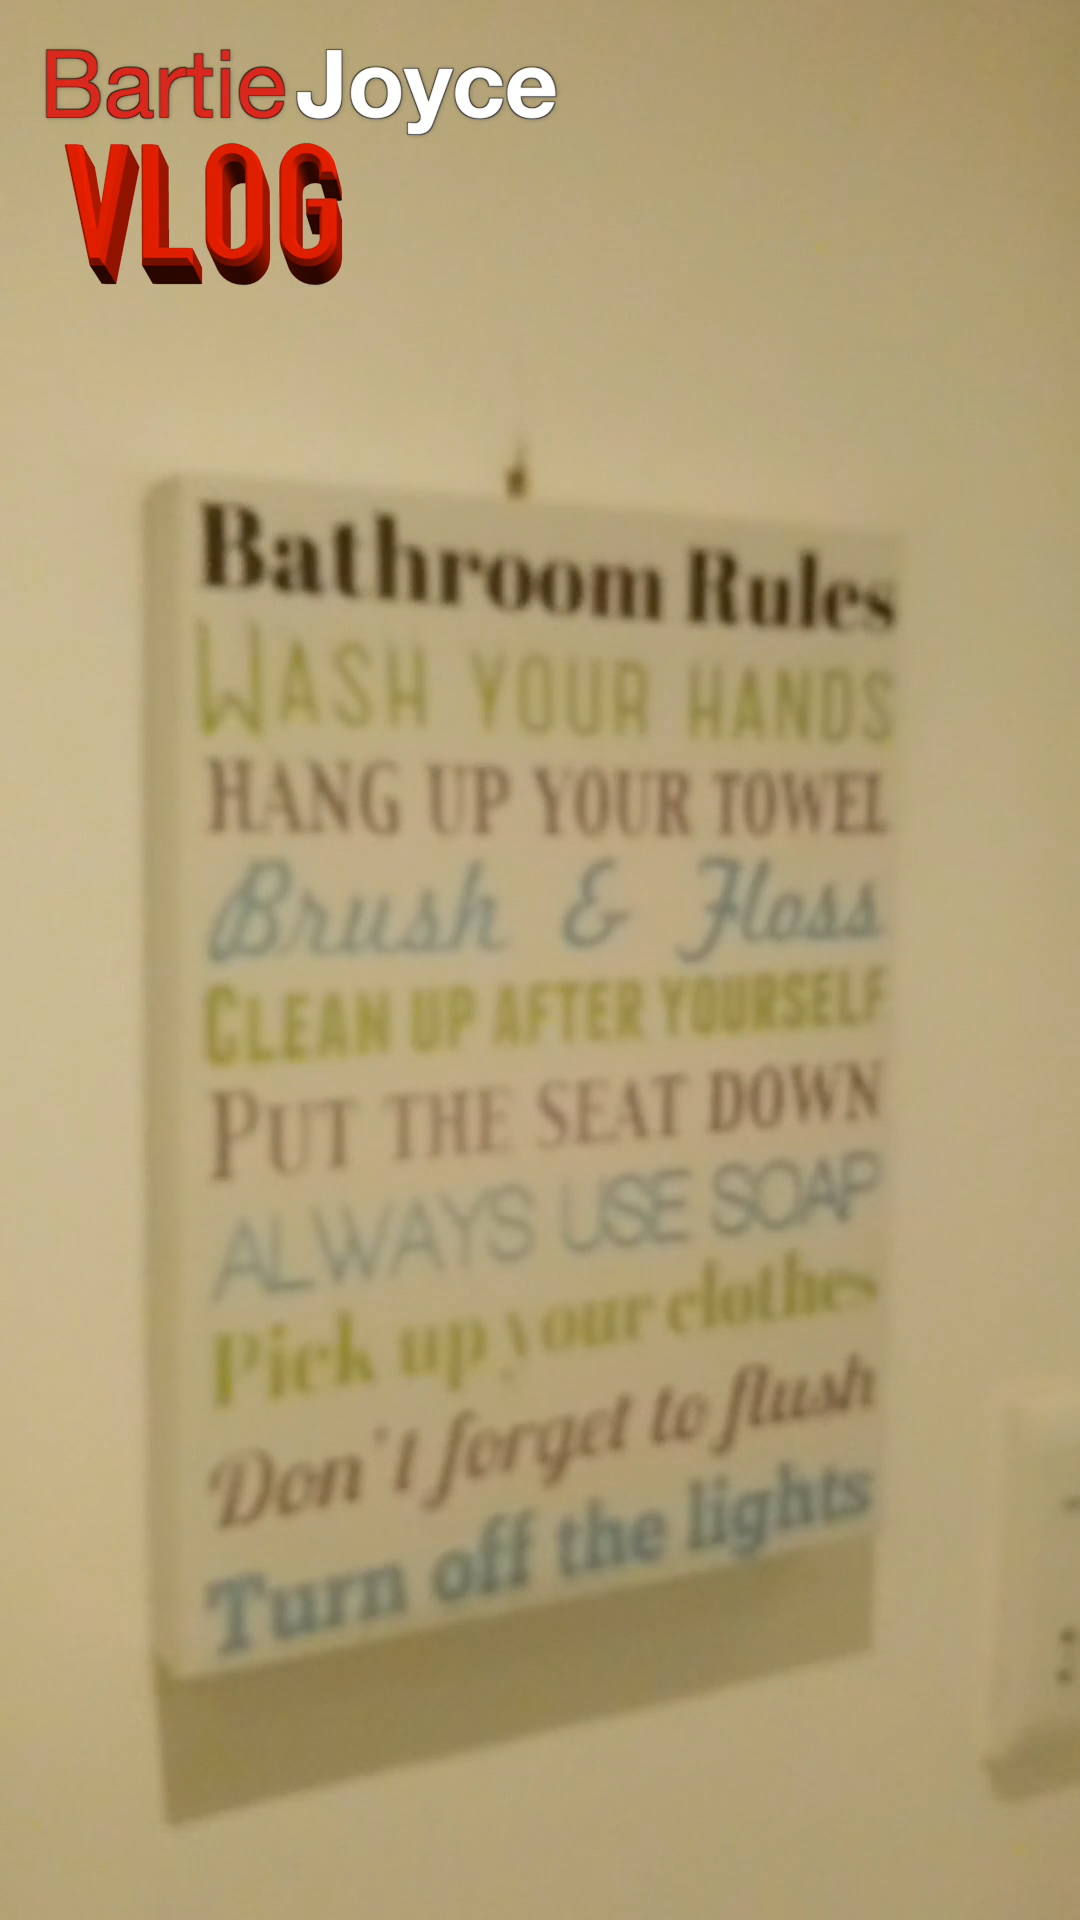 Bartie Joyce
VLOG
Bathroom Rules
WASH YOUR HANDS
HANG UP YOUR TOWEL
Brush & Floss
CLEAN UP AFTER YOURSELF
PUT THE SEAT DOWN
ALWAYS USE SOAP
Pick up your clothes
Don't forget to flush
Turn off the lights